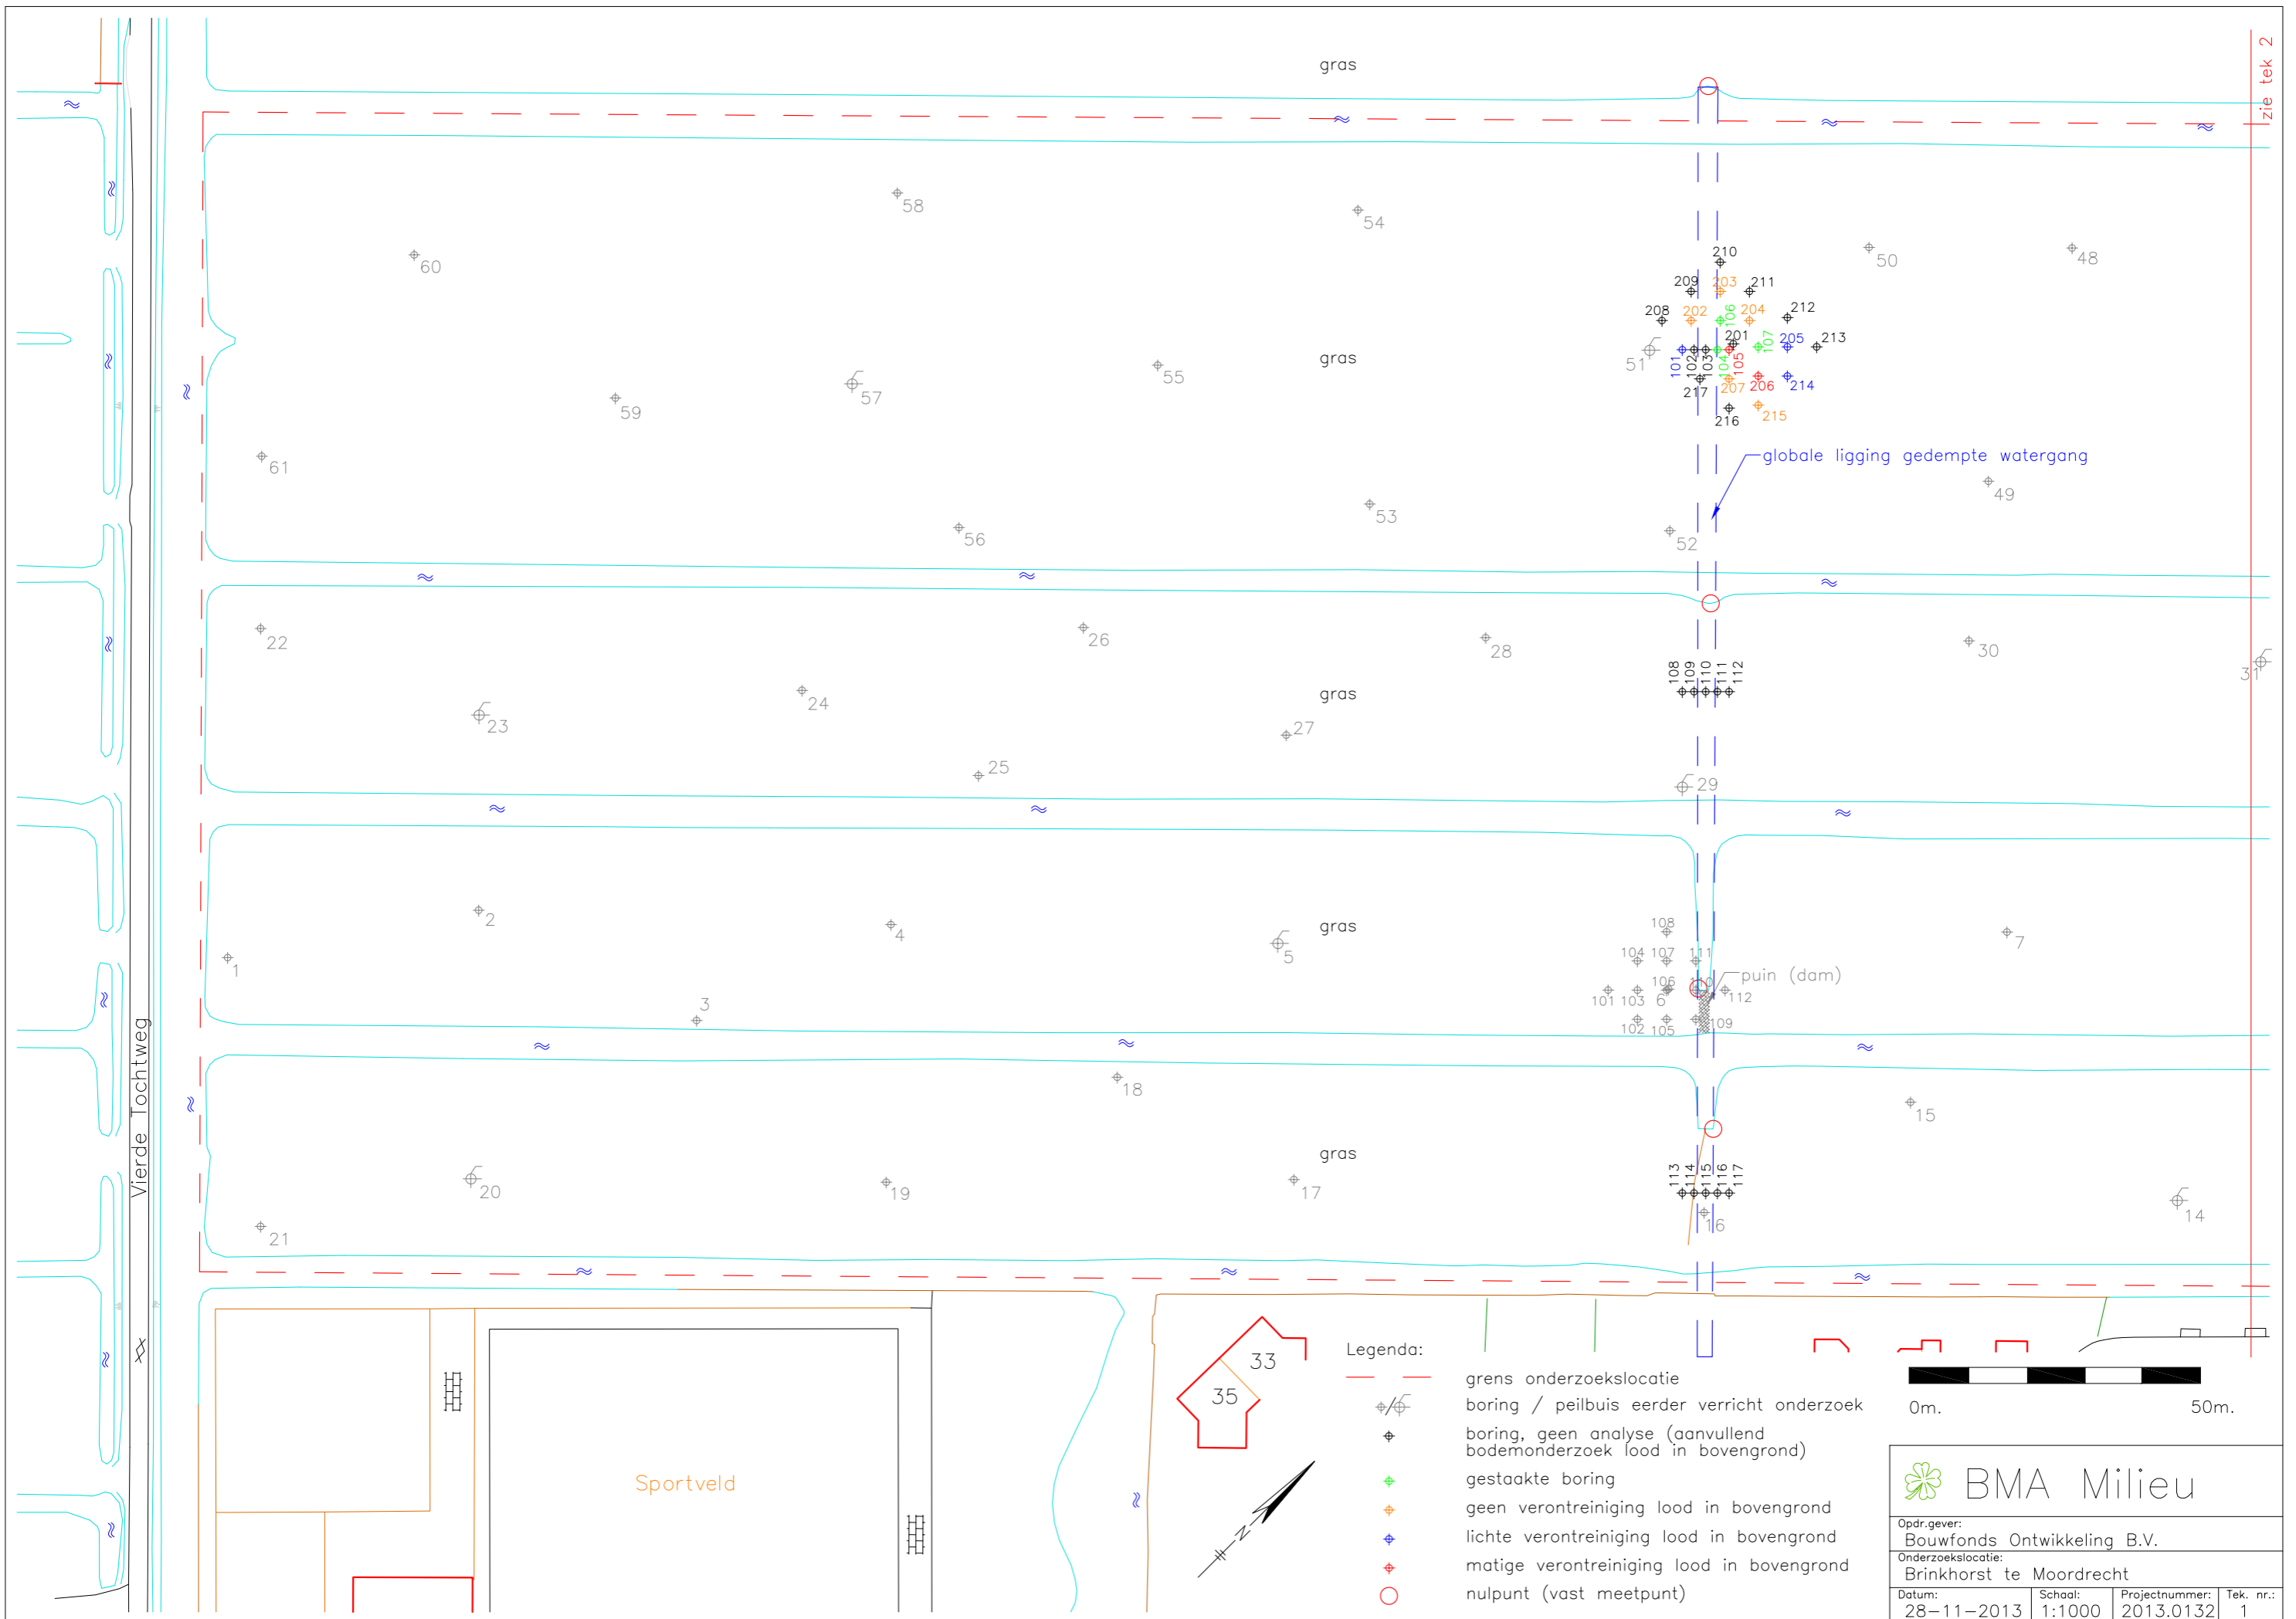 gras
zie tek 2
58
54
60
50
48
210
209
203
211
208
202
106
204
212
201
107
205
213
51
101
102
103
104
105
217
207
206
214
216
215
gras
55
57
59
61
globale ligging gedempte watergang
49
53
56
52
22
26
28
30
31
108
109
110
111
112
gras
24
23
27
25
29
2
4
gras
5
7
108
104
107
111
1
106
110
puin (dam)
101
103
6
112
3
102
105
109
Vierde Tochtweg
18
15
gras
113
114
115
116
117
20
19
17
16
14
21
33
35
Sportveld
N
Legenda:
grens onderzoekslocatie
boring / peilbuis eerder verricht onderzoek
boring, geen analyse (aanvullend
bodemonderzoek lood in bovengrond)
gestaakte boring
geen verontreiniging lood in bovengrond
lichte verontreiniging lood in bovengrond
matige verontreiniging lood in bovengrond
nulpunt (vast meetpunt)
0m.
50m.
BMA Milieu
Opdr.gever:
Bouwfonds Ontwikkeling B.V.
Onderzoekslocatie:
Brinkhorst te Moordrecht
Datum:
28-11-2013
Schaal:
1:1000
Projectnummer:
2013.0132
Tek. nr.:
1